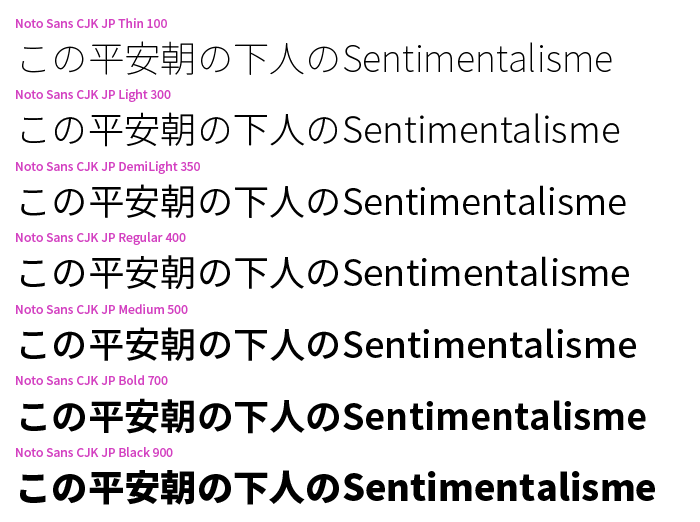 Noto Sans CJK JP Thin 100
この平安朝の下人のSentimentalisme
Noto Sans CJK JP Light 300
この平安朝の下人のSentimentalisme
Noto Sans CJK JP DemiLight 350
この平安朝の下人のSentimentalisme
Noto Sans CJK JP Regular 400
この平安朝の下人のSentimentalisme
Noto Sans CJK JP Medium 500
この平安朝の下人のSentimentalisme
Noto Sans CJK JP Bold 700
この平安朝の下人のSentimentalisme
Noto Sans CJK JP Black 900
この平安朝の下人のSentimentalisme